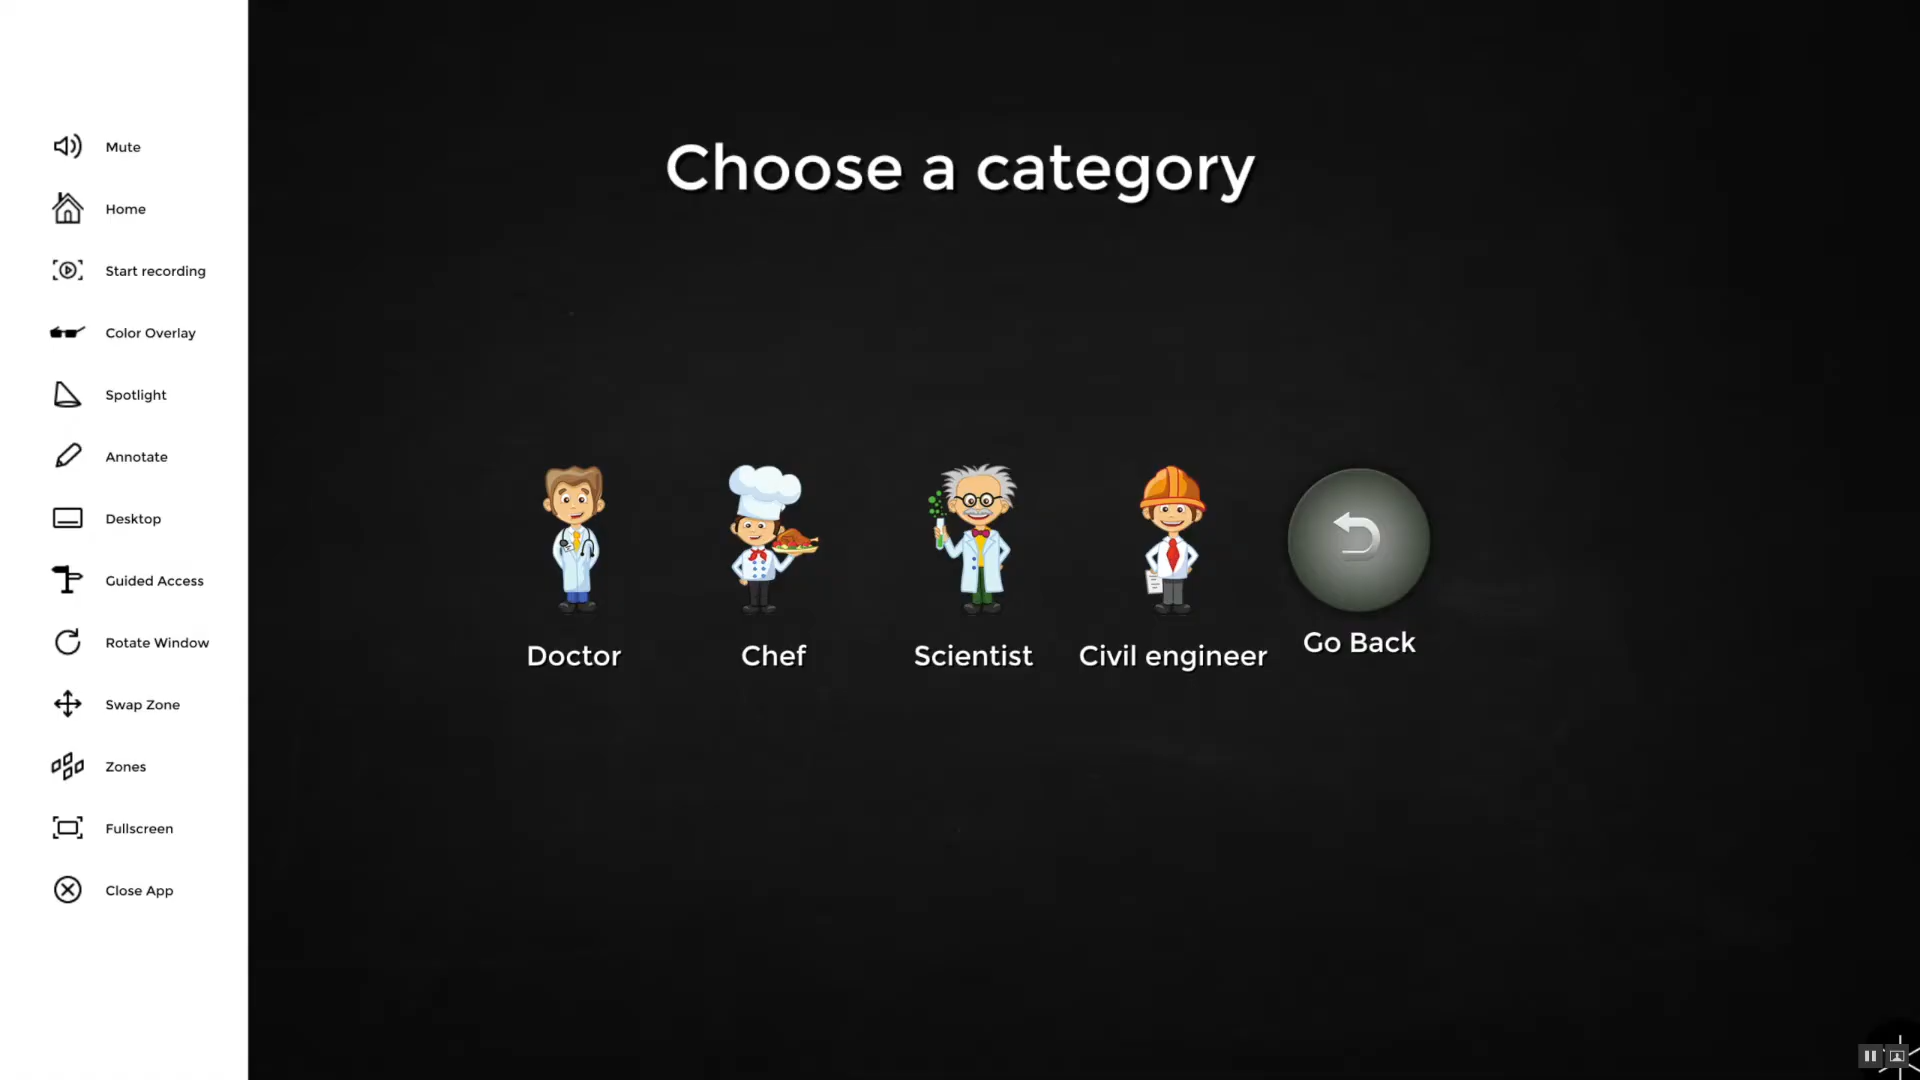 Mute
Home
Start recording
Color Overlay
Spotlight
Annotate
Desktop
Guided Access
Rotate Window
Swap Zone
Zones
Fullscreen
Close App
Choose a category
Doctor
Chef
Scientist
Civil engineer
Go Back